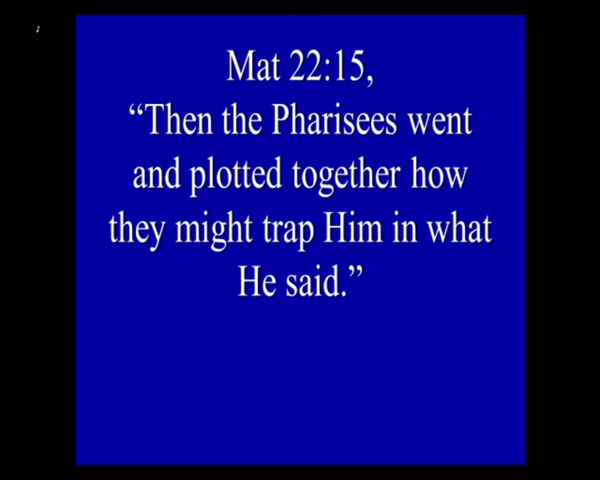 Mat 22:15,
“Then the Pharisees went
and plotted together how
they might trap Him in what
He said.”